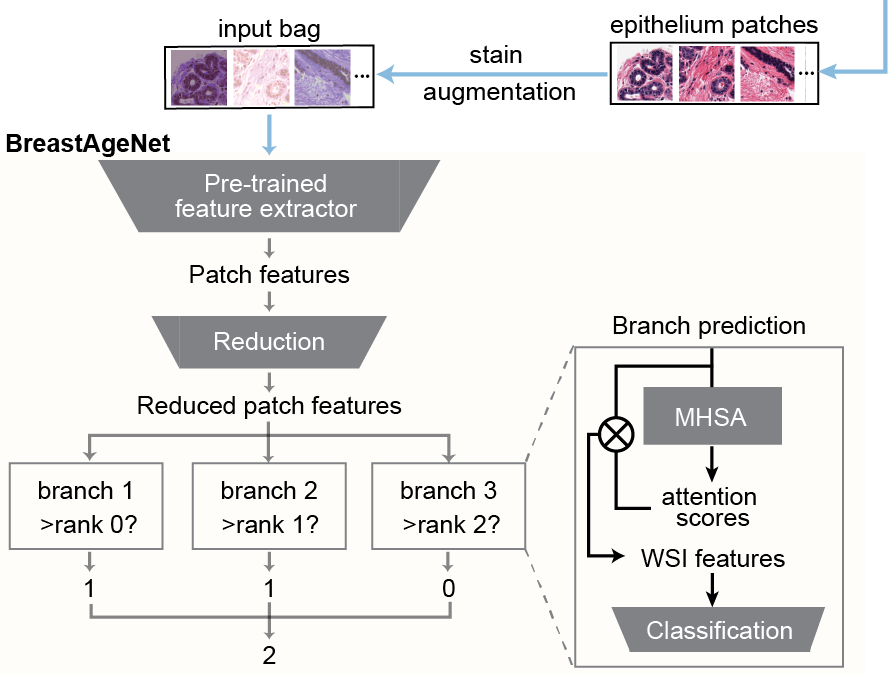 input bag
epithelium patches
...
stain
augmentation
...
BreastAgeNet
Pre-trained
feature extractor
Patch features
Reduction
Reduced patch features
branch 1
>rank 0?
branch 2
>rank 1?
branch 3
>rank 2?
1
1
0
2
Branch prediction
MHSA
attention
scores
WSI features
Classification